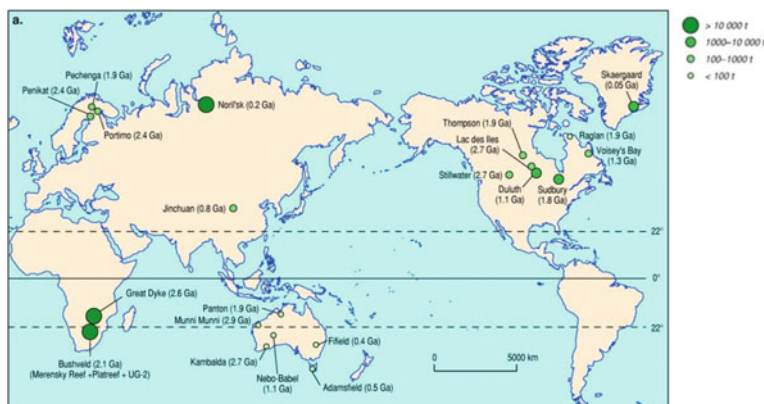 a.
> 10 000 t
1000–10 000 t
100–1000 t
< 100 t
Pechenga (1.9 Ga)
Penikat
(2.4 Ga)
Portimo (2.4 Ga)
Noril'sk (0.2 Ga)
Skaergaard
(0.05 Ga)
Thompson (1.9 Ga)
Lac des Iles
(2.7 Ga)
Raglan (1.9 Ga)
Voisey's Bay
(1.3 Ga)
Stillwater (2.7 Ga)
Duluth
(1.1 Ga)
Sudbury
(1.8 Ga)
Jinchuan (0.8 Ga)
22°
0°
22°
Great Dyke (2.6 Ga)
Bushveld (2.1 Ga)
(Merensky Reef +Platreef + UG-2)
Panton (1.9 Ga)
Munni Munni (2.9 Ga)
Kambalda (2.7 Ga)
Nebo-Babel
(1.1 Ga)
Fifield (0.4 Ga)
Adamsfield (0.5 Ga)
0
5000 km